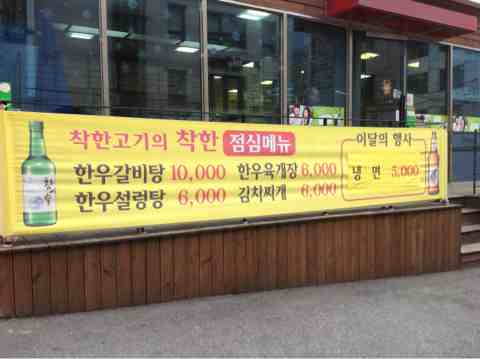 착한고기의 착한 점심메뉴
한우갈비탕 10,000 한우육개장 6,000
한우설렁탕 6,000 김치찌개 6,000
이달의 행사
냉 면 5,000